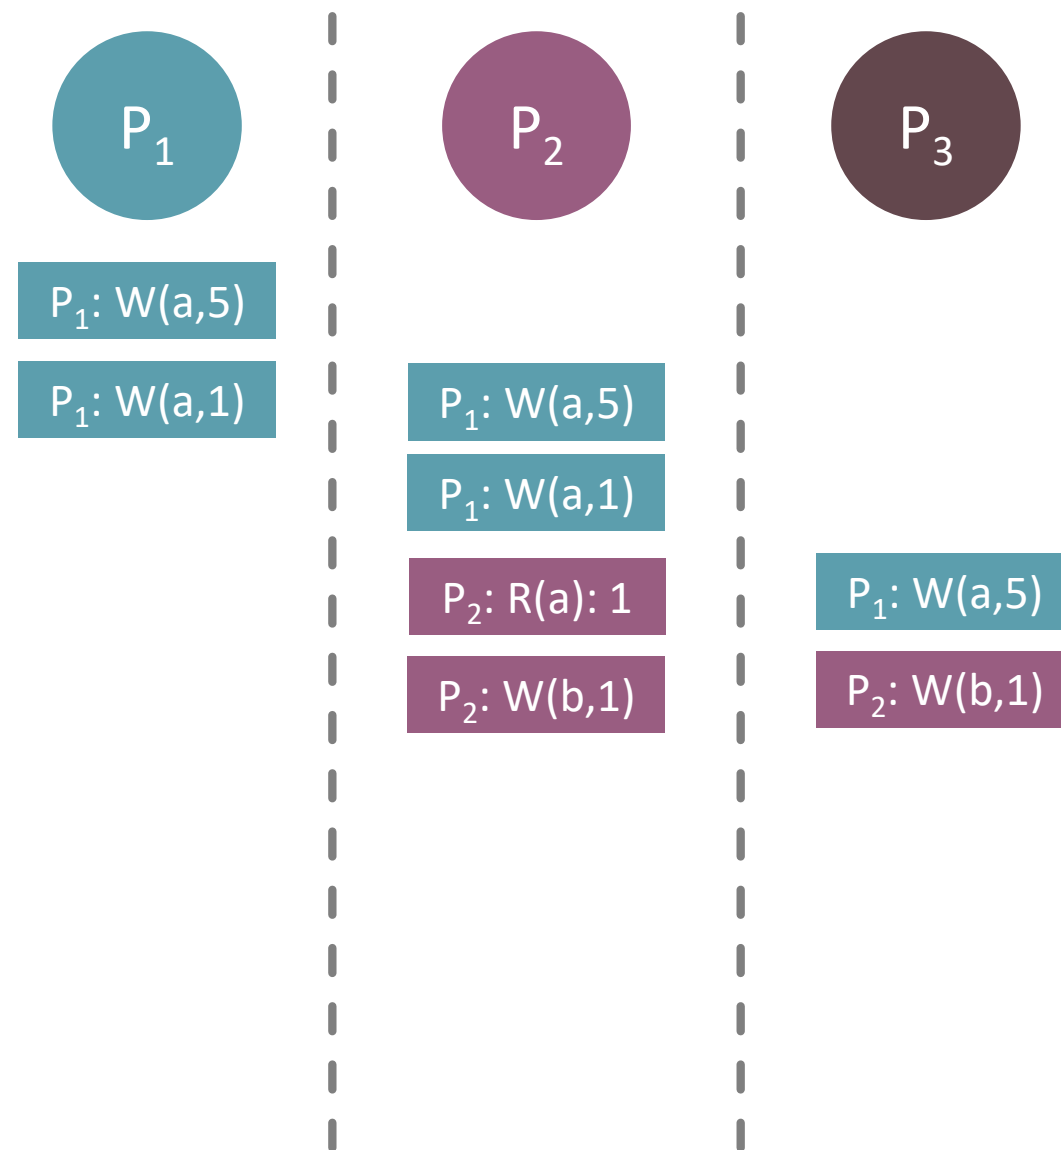 P₁
P₂
P₃
P₁: W(a,5)
P₁: W(a,1)
P₁: W(a,5)
P₁: W(a,1)
P₂: R(a): 1
P₂: W(b,1)
P₁: W(a,5)
P₂: W(b,1)